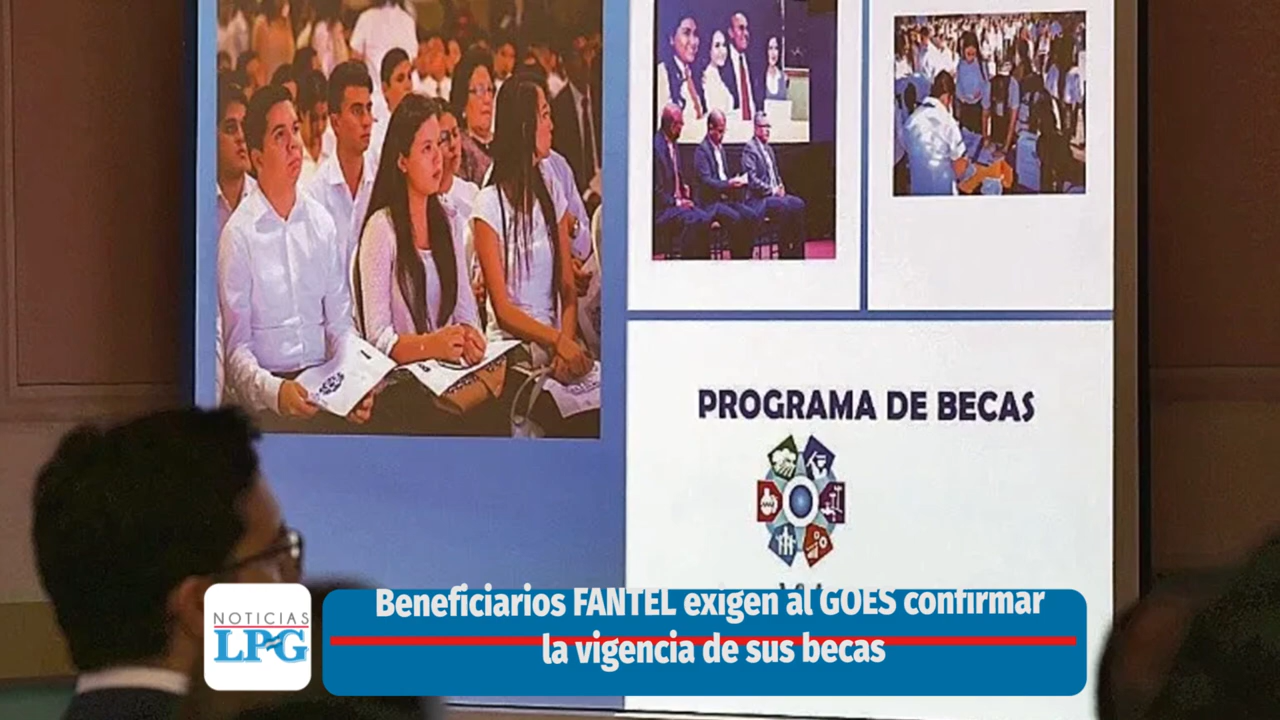 PROGRAMA DE BECAS
NOTICIAS
LPG
Beneficiarios FANTEL exigen al GOES confirmar
la vigencia de sus becas